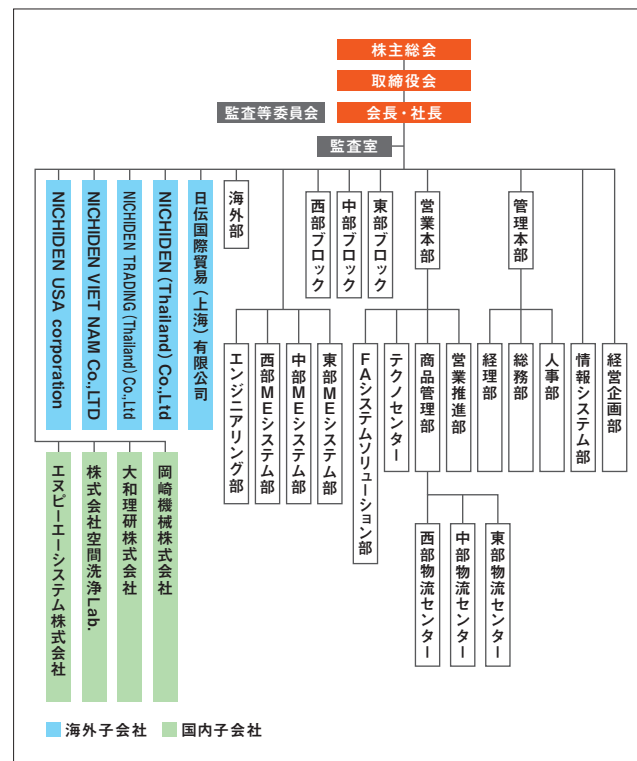 株主総会
取締役会
監査等委員会
会長・社長
監査室
NICHIDEN USA corporation
NICHIDEN VIET NAM Co.,LTD
NICHIDEN TRADING (Thailand) Co.,Ltd
NICHIDEN (Thailand) Co.,Ltd
日伝国際貿易(上海)有限公司
海外部
西部ブロック
中部ブロック
東部ブロック
営業本部
管理本部
エンジニアリング部
西部MEシステム部
中部MEシステム部
東部MEシステム部
FAシステムソリューション部
テクノセンター
商品管理部
営業推進部
経理部
総務部
人事部
情報システム部
経営企画部
エヌピーエーシステム株式会社
株式会社空間洗浄Lab.
大和理研株式会社
岡崎機械株式会社
西部物流センター
中部物流センター
東部物流センター
海外子会社
国内子会社